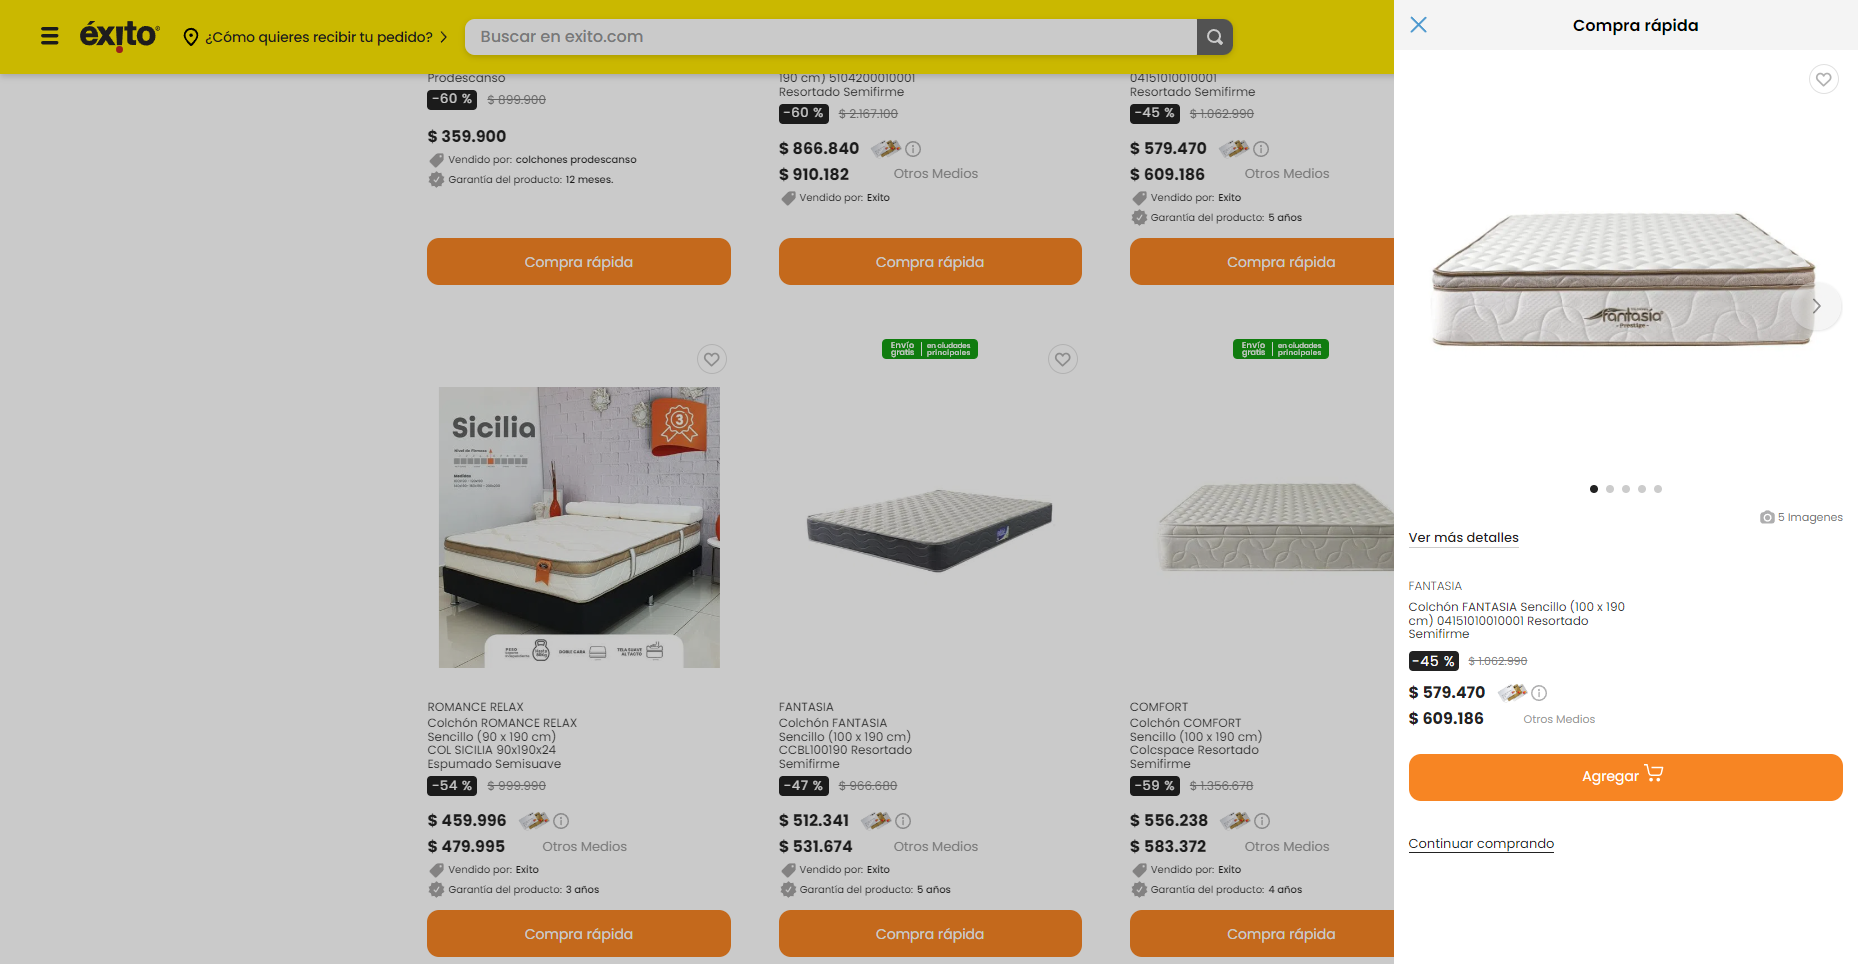 éxito
¿Cómo quieres recibir tu pedido?
Buscar en exito.com
Prodescanso
-60 % $ 899.900
$ 359.900
Vendido por: colchones prodescanso
Garantía del producto: 12 meses.
Compra rápida
190 cm) 5104200010001
Resortado Semifirme
-60 % $ 2.167.100
$ 866.840
$ 910.182 Otros Medios
Vendido por: Exito
Compra rápida
04151010010001
Resortado Semifirme
-45 % $ 1.062.990
$ 579.470
$ 609.186 Otros Medios
Vendido por: Exito
Garantía del producto: 5 años
Compra rápida
Sicilia
3
DOBLE CARA
TELA SUAVE
AL TACTO
ROMANCE RELAX
Colchón ROMANCE RELAX
Sencillo (90 x 190 cm)
COL SICILIA 90x190x24
Espumado Semisuave
-54 % $ 999.990
$ 459.996
$ 479.995 Otros Medios
Vendido por: Exito
Garantía del producto: 3 años
Compra rápida
Envío gratis
en ciudades principales
FANTASIA
Colchón FANTASIA
Sencillo (100 x 190 cm)
CCBL100190 Resortado
Semifirme
-47 % $ 966.680
$ 512.341
$ 531.674 Otros Medios
Vendido por: Exito
Garantía del producto: 5 años
Compra rápida
Envío gratis
en ciudades principales
COMFORT
Colchón COMFORT
Sencillo (100 x 190 cm)
Colcspace Resortado
Semifirme
-59 % $ 1.356.678
$ 556.238
$ 583.372 Otros Medios
Vendido por: Exito
Garantía del producto: 4 años
Compra rápida
Compra rápida
fantasía
Prestige
5 Imagenes
Ver más detalles
FANTASIA
Colchón FANTASIA Sencillo (100 x 190
cm) 04151010010001 Resortado
Semifirme
-45 % $ 1.062.990
$ 579.470
$ 609.186 Otros Medios
Agregar
Continuar comprando